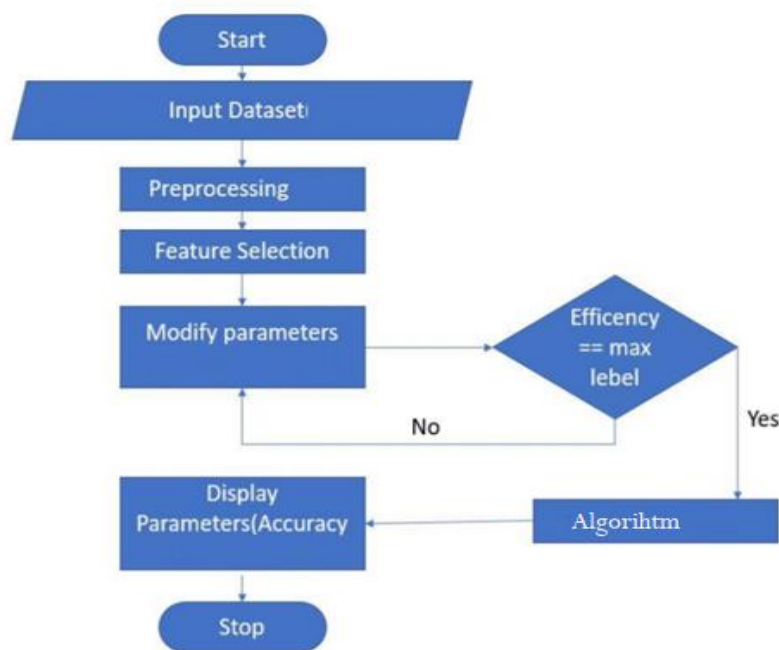 Start
Input Dataset(
Preprocessing
Feature Selection
Modify parameters
Efficency
== max
lebel
No
Yes
Algorihtm
Display
Parameters(Accuracy
Stop